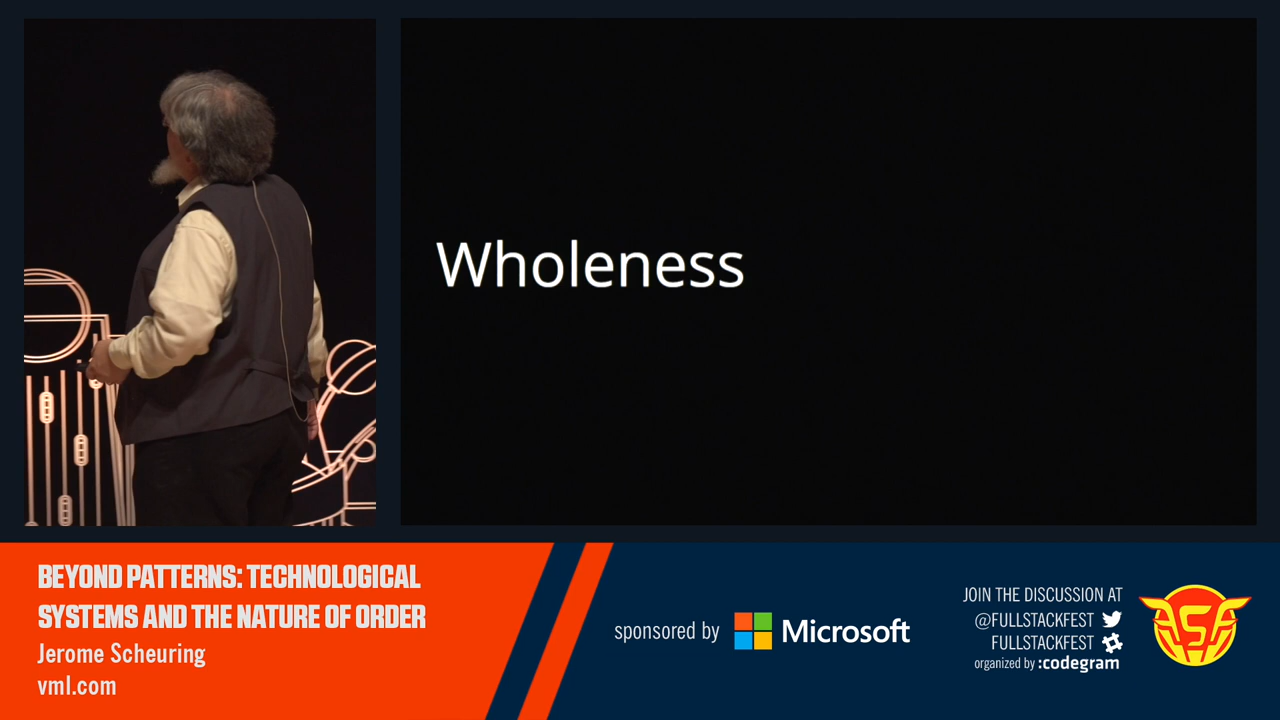 Wholeness
BEYOND PATTERNS: TECHNOLOGICAL
SYSTEMS AND THE NATURE OF ORDER
Jerome Scheuring
vml.com
sponsored by Microsoft
JOIN THE DISCUSSION AT
@FULLSTACKFEST
FULLSTACKFEST
organized by :codegram
FSF